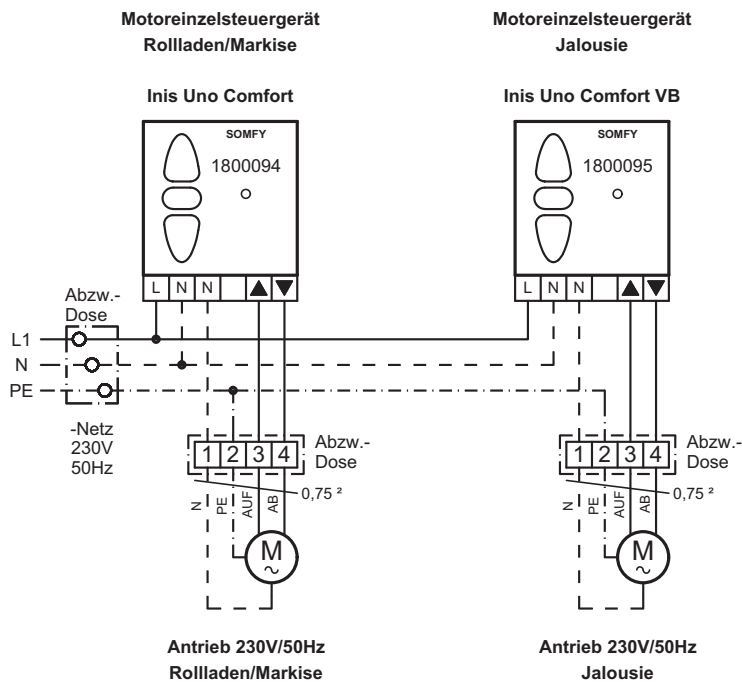 Motoreinzelsteuergerät
Rollladen/Markise
Motoreinzelsteuergerät
Jalousie
Inis Uno Comfort
Inis Uno Comfort VB
SOMFY
1800094
SOMFY
1800095
L N N ▲ ▼
L N N ▲ ▼
Abzw.-
Dose
L1
N
PE
-Netz
230V
50Hz
1 2 3 4
Abzw.-
Dose
1 2 3 4
Abzw.-
Dose
0,75 ²
0,75 ²
N PE AUF AB
N PE AUF AB
M
~
M
~
Antrieb 230V/50Hz
Rollladen/Markise
Antrieb 230V/50Hz
Jalousie